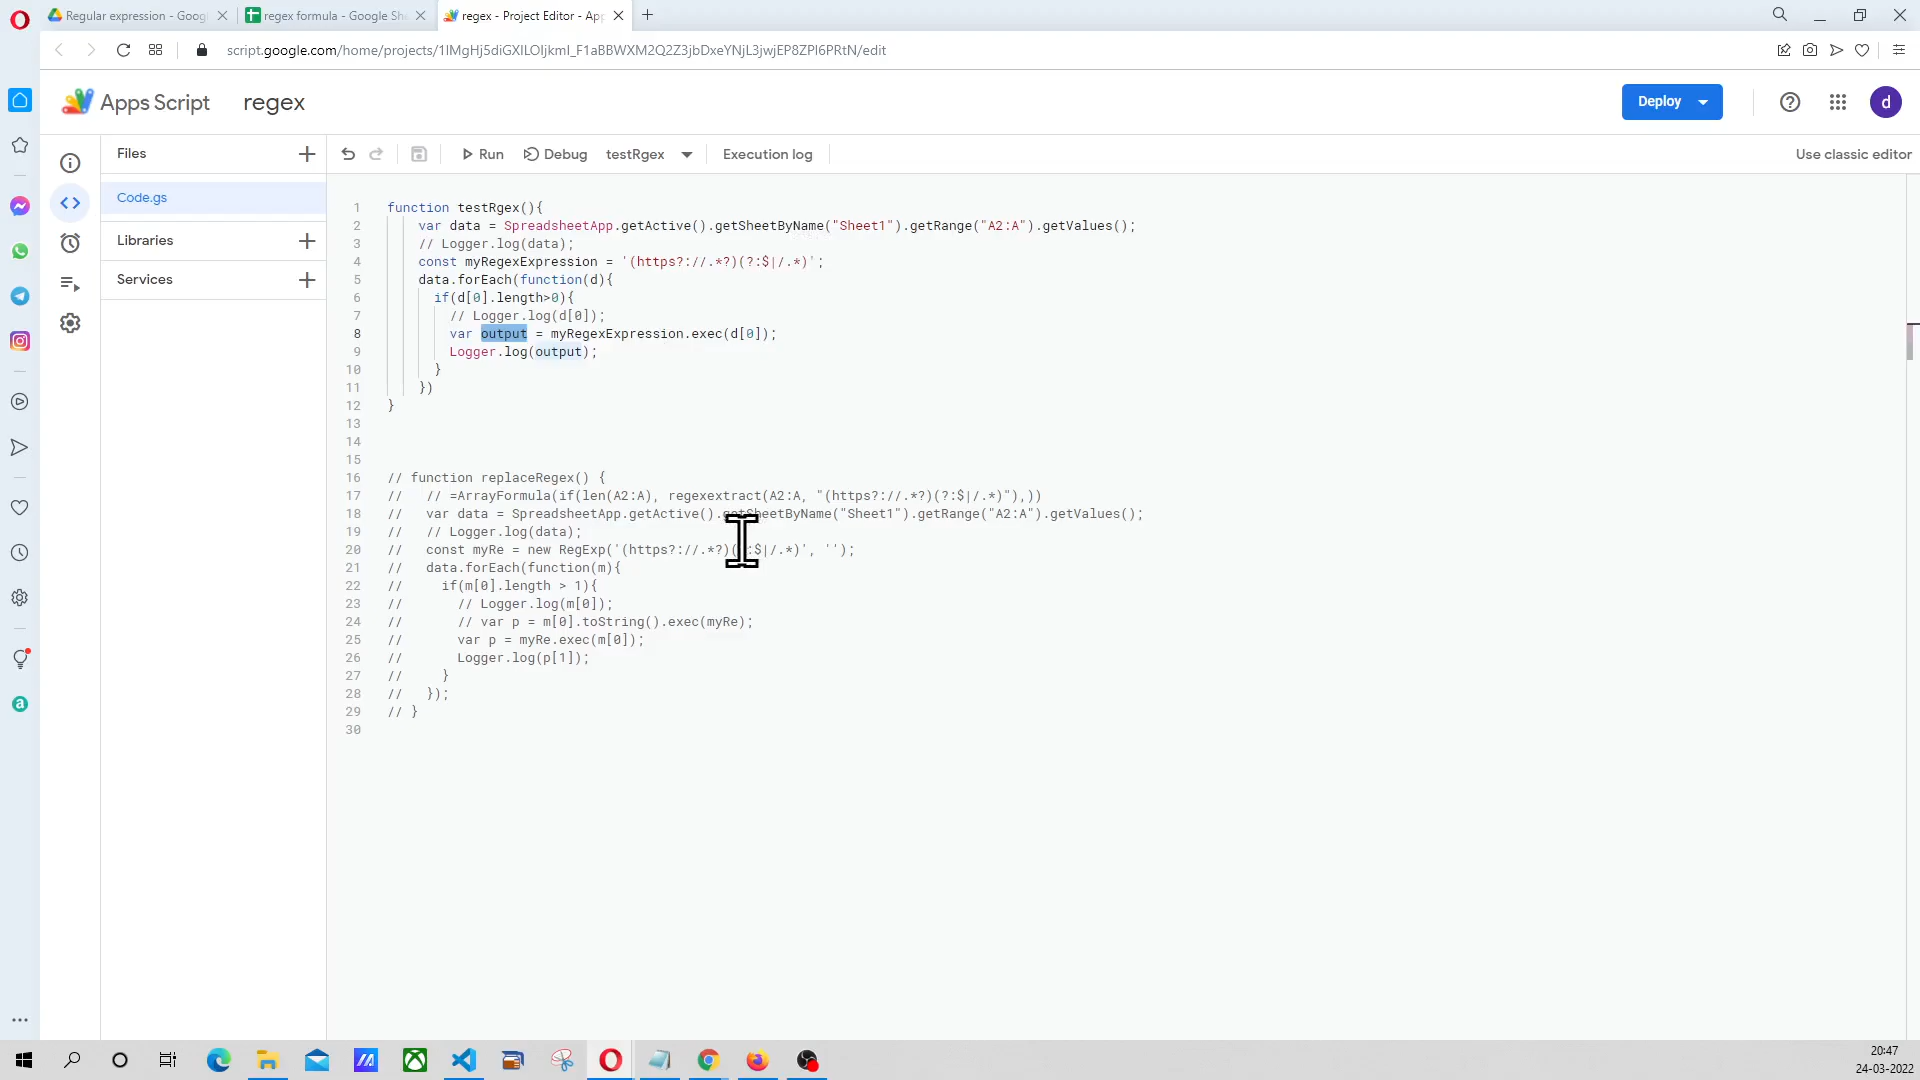 Regular expression - Goog
regex formula - Google She
regex - Project Editor - App
script.google.com/home/projects/1lMgHj5diGXlLOljkml_F1aBBWXM2Q2Z3jbDxeYNjL3jwjEP8ZPl6PRtN/edit
Apps Script regex
Deploy
d
Files
Run Debug testRgex Execution log
Use classic editor
Code.gs
Libraries
Services
1 function testRgex(){
2 var data = SpreadsheetApp.getActive().getSheetByName("Sheet1").getRange("A2:A").getValues();
3 // Logger.log(data);
4 const myRegexExpression = '(https?://.*?)(?:$|/.*)';
5 data.forEach(function(d){
6 if(d[0].length>0){
7 // Logger.log(d[0]);
8 var output = myRegexExpression.exec(d[0]);
9 Logger.log(output);
10 }
11 })
12 }
13
14
15
16 // function replaceRegex() {
17 // // =ArrayFormula(if(len(A2:A), regexextract(A2:A, "(https?://.*?)(?:$|/.*)"),))
18 // var data = SpreadsheetApp.getActive().getSheetByName("Sheet1").getRange("A2:A").getValues();
19 // // Logger.log(data);
20 // const myRe = new RegExp('(https?://.*?)(?:$|/.*)', '');
21 // data.forEach(function(m){
22 // if(m[0].length > 1){
23 // // Logger.log(m[0]);
24 // // var p = m[0].toString().exec(myRe);
25 // var p = myRe.exec(m[0]);
26 // Logger.log(p[1]);
27 // }
28 // });
29 // }
30
20:47
24-03-2022